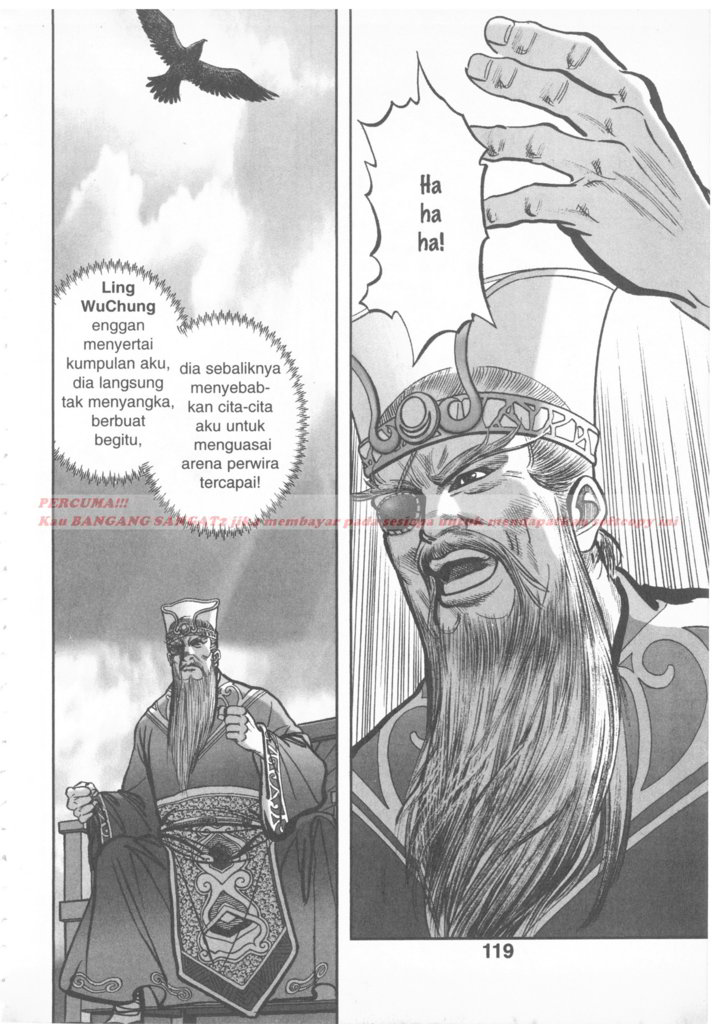 Ha
ha
ha!
Ling
WuChung
enggan
menyertai
kumpulan aku,
dia langsung
tak menyangka,
berbuat
begitu,
dia sebaliknya
menyebab-
kan cita-cita
aku untuk
menguasai
arena perwira
tercapai!
PERCUMA!!!
Kau BANGANG SANGAT2 jika membayar pada sesiapa untuk mendapatkan softcopy ini
119